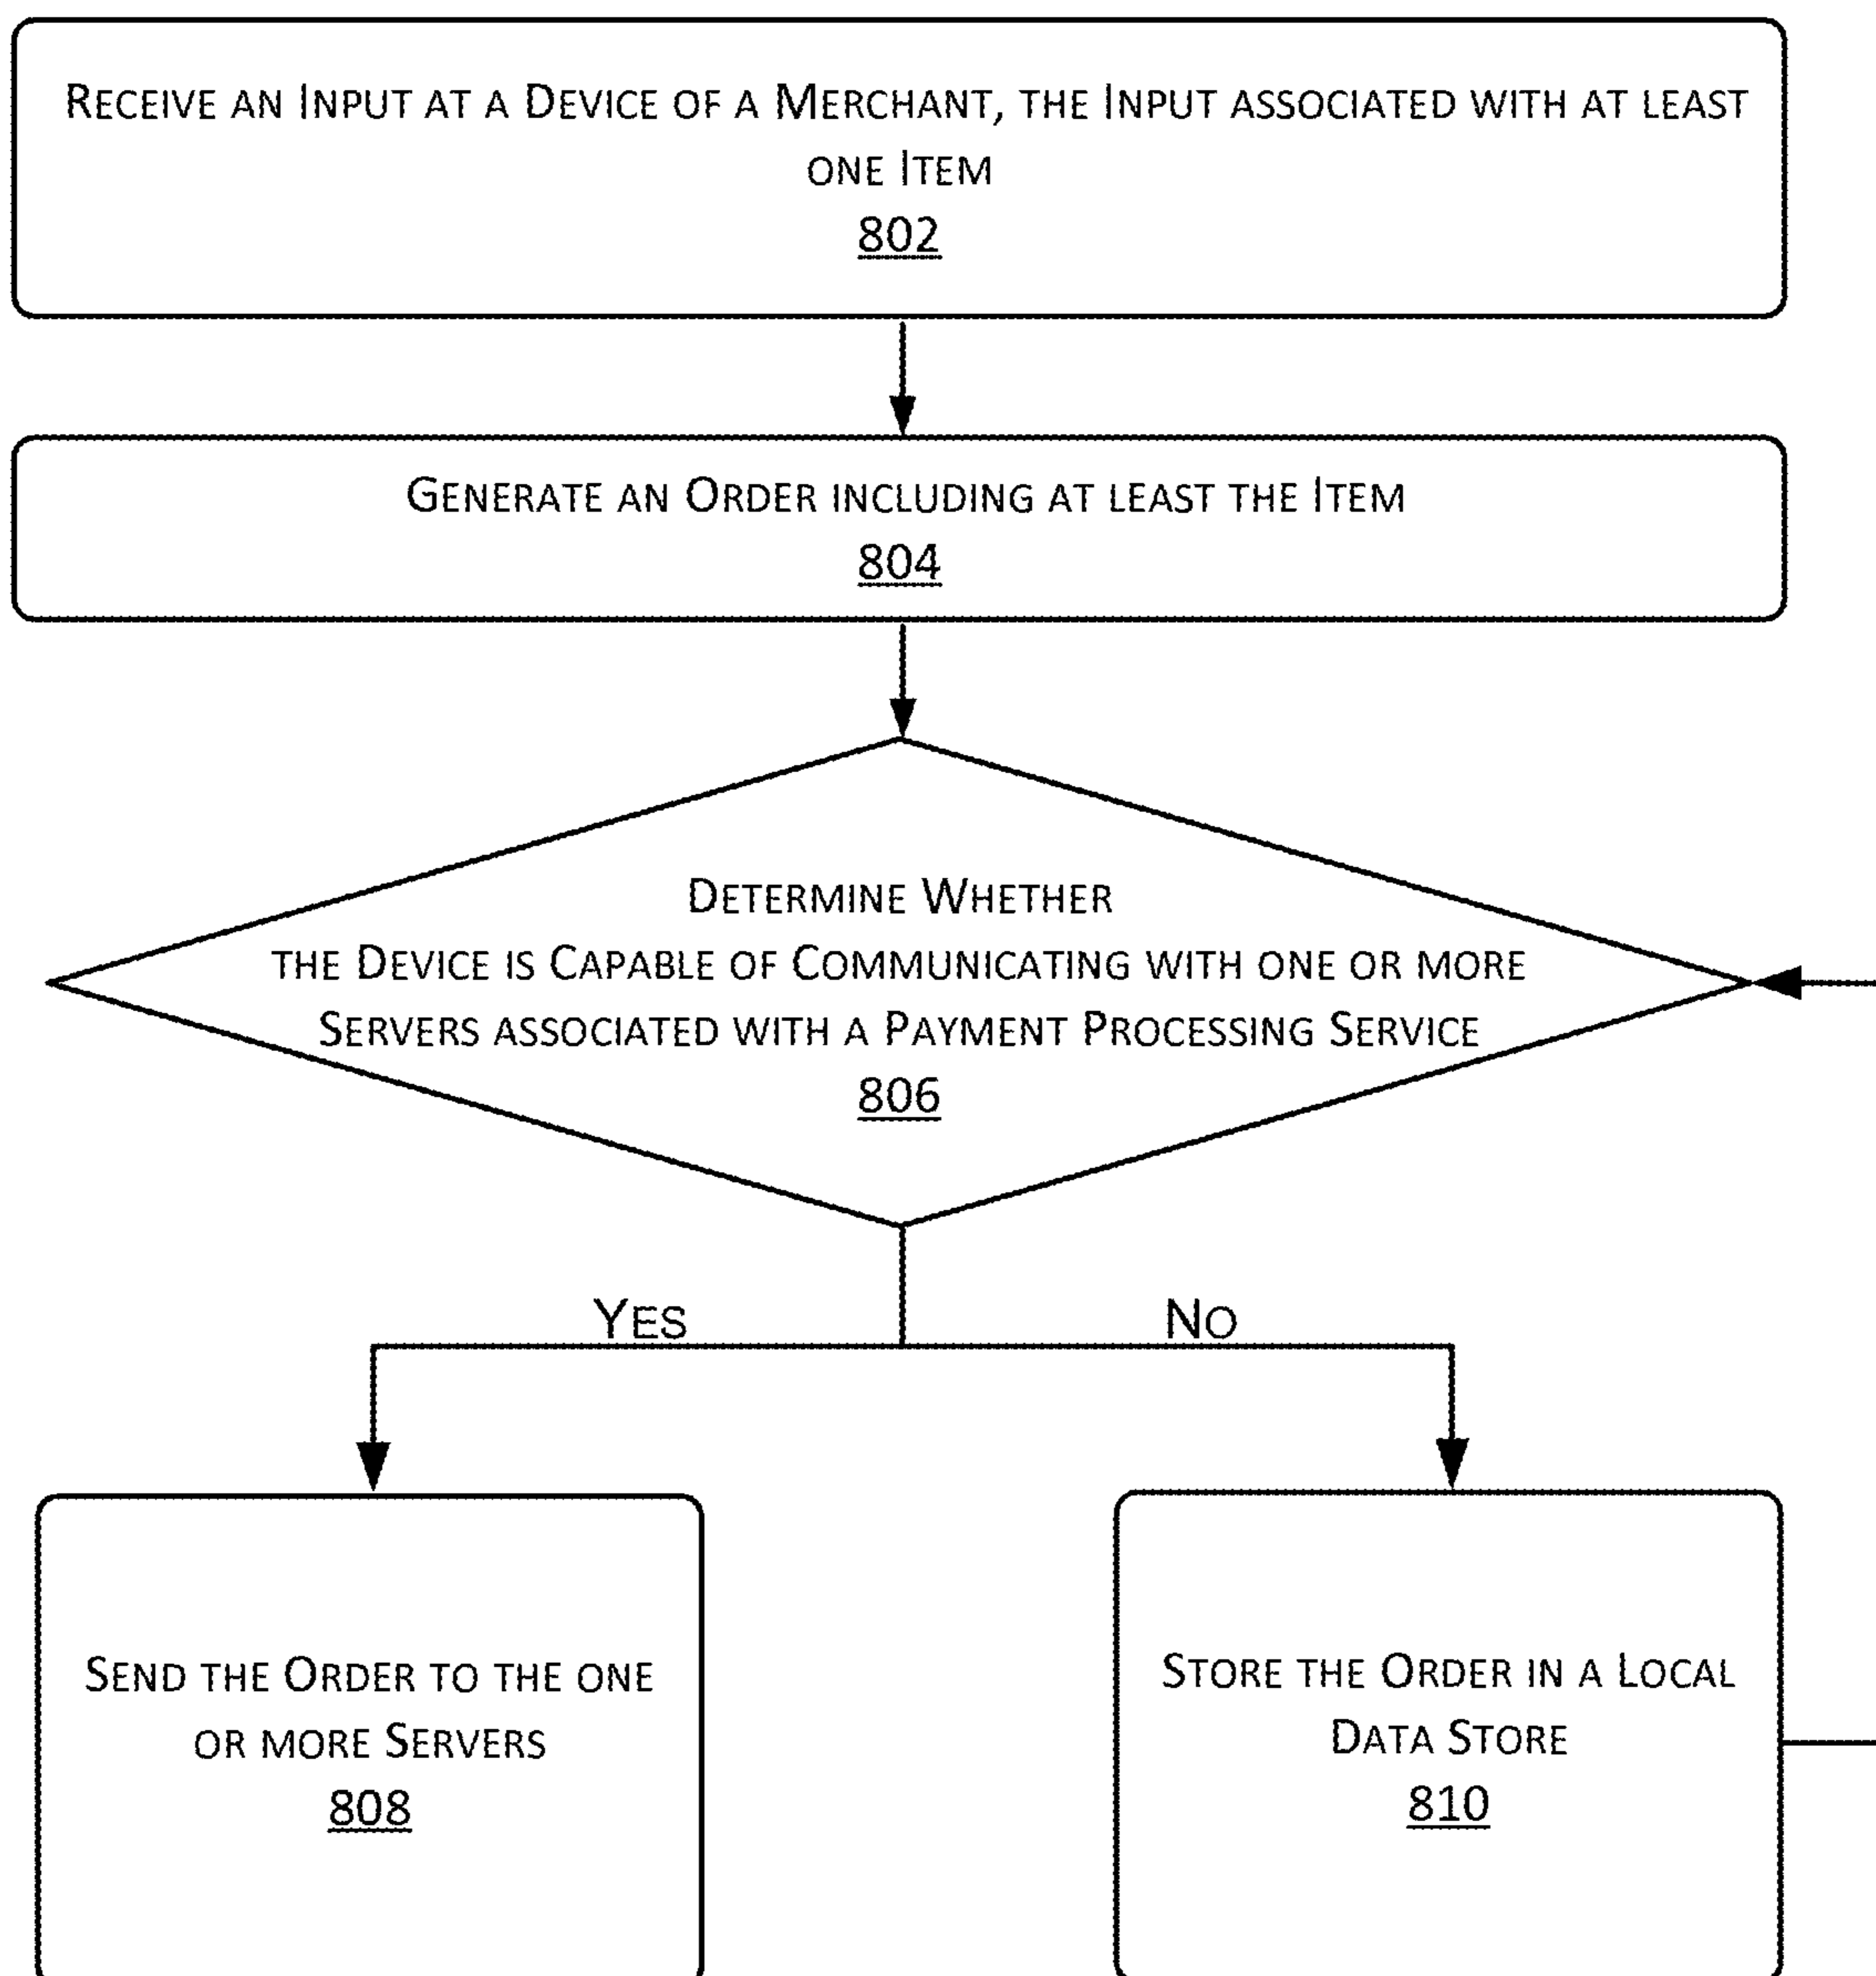 Receive an Input at a Device of a Merchant, the Input associated with at least
one Item
802
Generate an Order including at least the Item
804
Determine Whether
the Device is Capable of Communicating with one or more
Servers associated with a Payment Processing Service
806
Yes
No
Send the Order to the one
or more Servers
808
Store the Order in a Local
Data Store
810